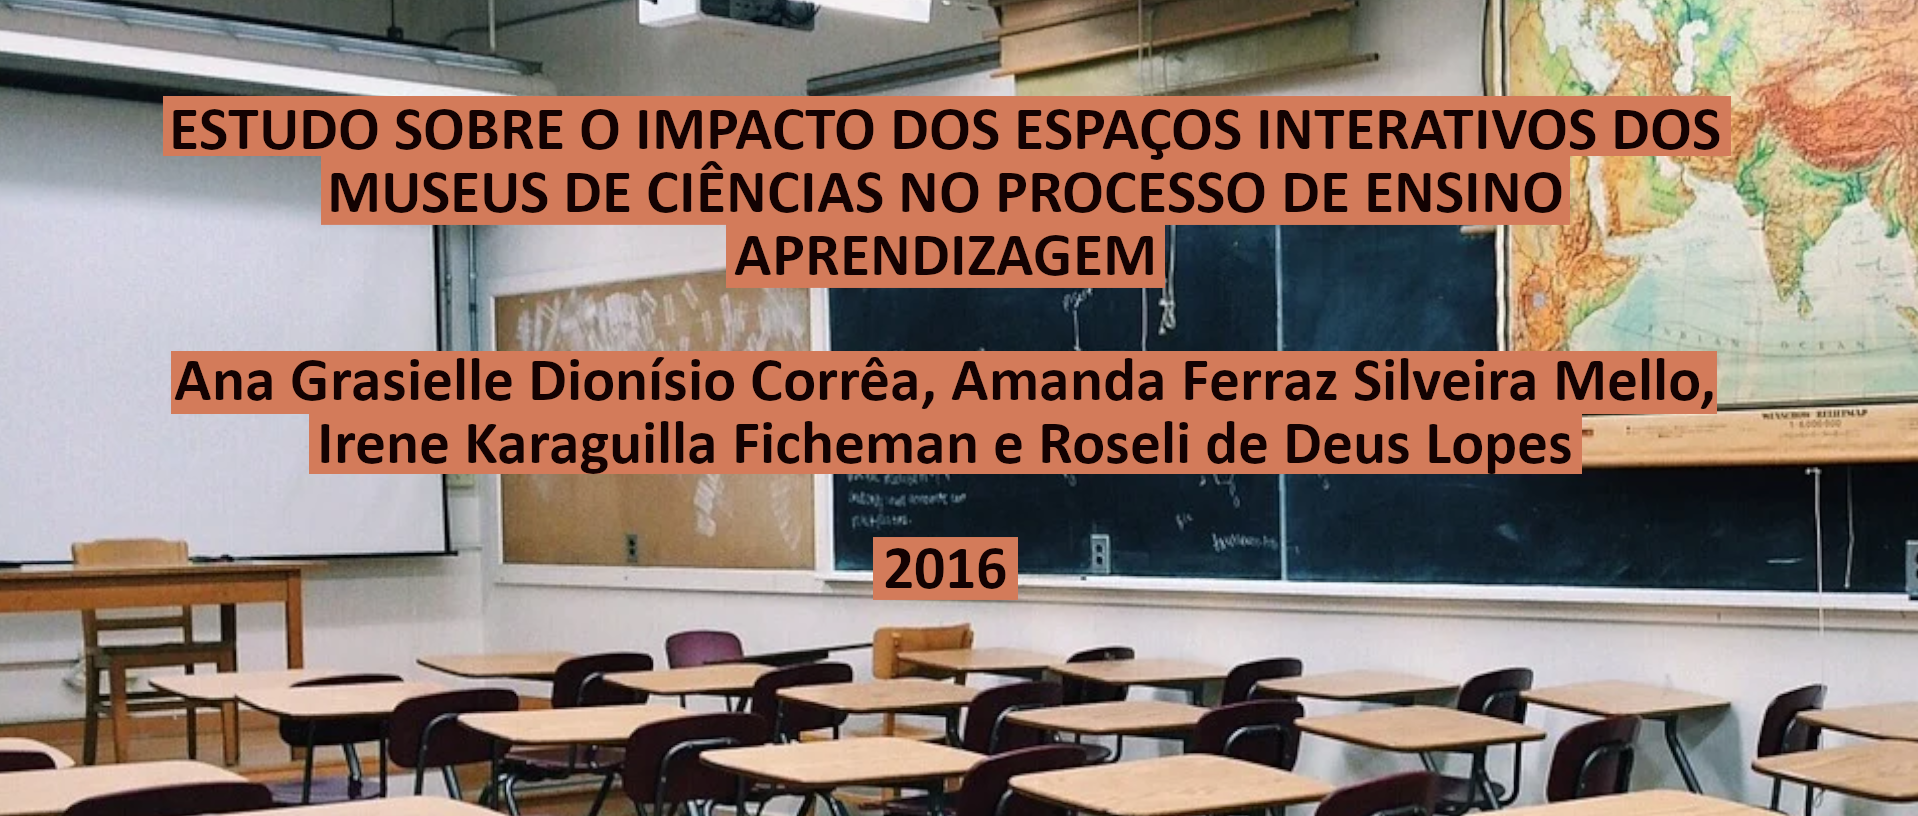 ESTUDO SOBRE O IMPACTO DOS ESPAÇOS INTERATIVOS DOS
MUSEUS DE CIÊNCIAS NO PROCESSO DE ENSINO
APRENDIZAGEM
Ana Grasielle Dionísio Corrêa, Amanda Ferraz Silveira Mello,
Irene Karaguilla Ficheman e Roseli de Deus Lopes
2016